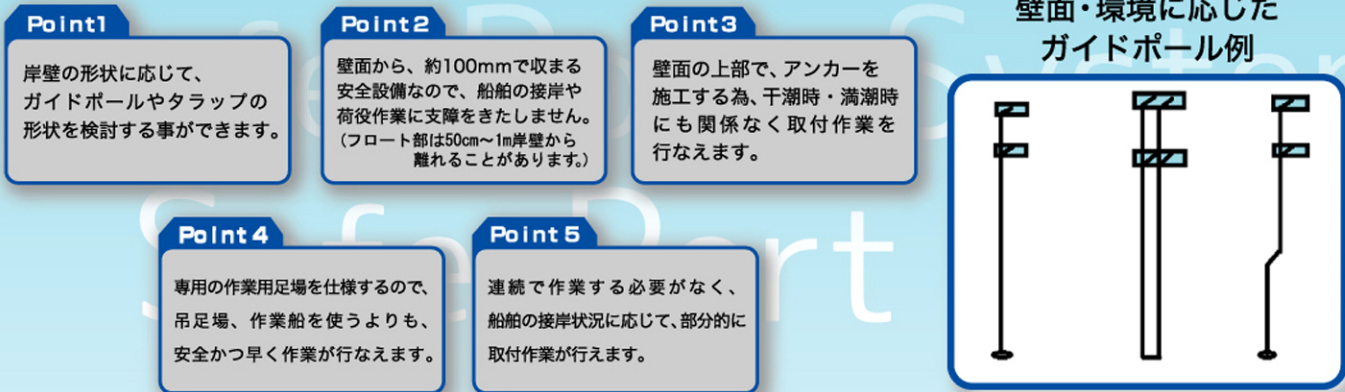 Point1
岸壁の形状に応じて、
ガイドポールやタラップの
形状を検討する事ができます。
Point2
壁面から、約100mmで収まる
安全設備なので、船舶の接岸や
荷役作業に支障をきたしません。
(フロート部は50cm〜1m岸壁から
離れることがあります。)
Point3
壁面の上部で、アンカーを
施工する為、干潮時・満潮時
にも関係なく取付作業を
行なえます。
壁面・環境に応じた
ガイドポール例
Point4
専用の作業用足場を仕様するので、
吊足場、作業船を使うよりも、
安全かつ早く作業が行なえます。
Point5
連続で作業する必要がなく、
船舶の接岸状況に応じて、部分的に
取付作業が行えます。
Safe Port